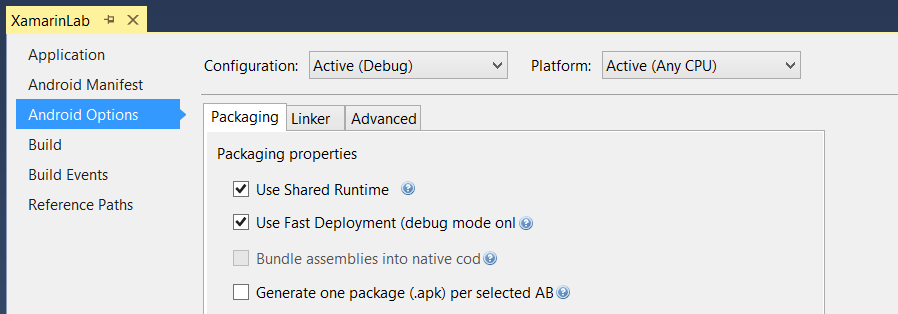 XamarinLab
Application
Android Manifest
Android Options
Build
Build Events
Reference Paths
Configuration: Active (Debug) Platform: Active (Any CPU)
Packaging Linker Advanced
Packaging properties
Use Shared Runtime
Use Fast Deployment (debug mode onl
Bundle assemblies into native cod
Generate one package (.apk) per selected AB